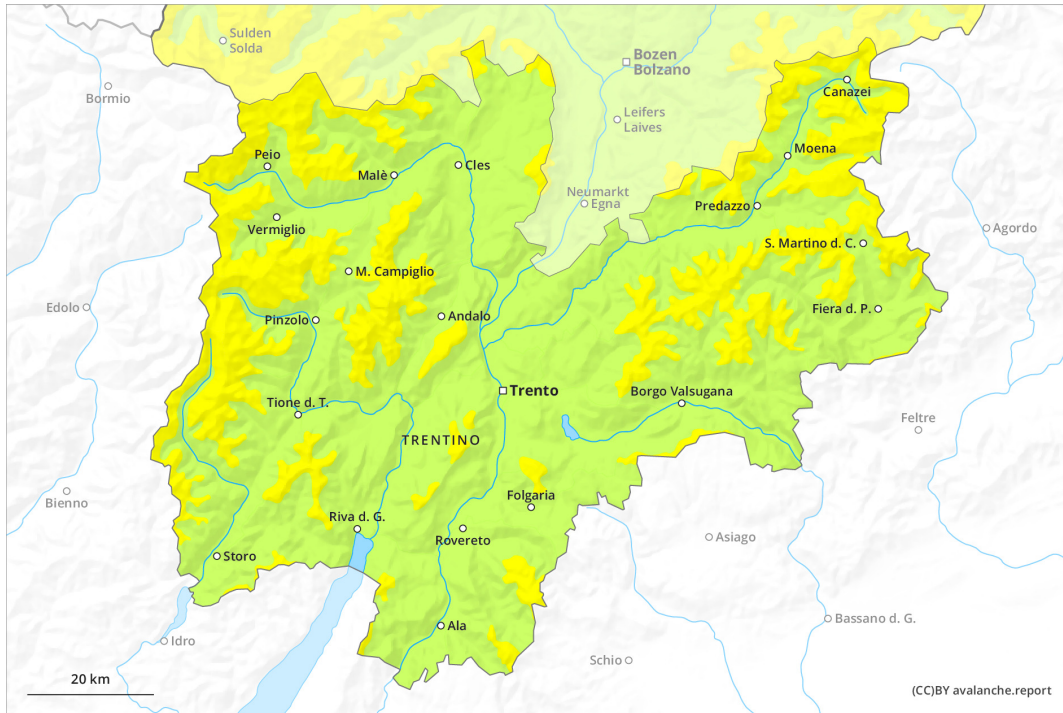 Sulden
Solda
Bozen
Bolzano
Bormio
Canazei
Leifers
Laives
Moena
Peio
Malè
Cles
Neumarkt
Egna
Predazzo
Vermiglio
Agordo
S. Martino d. C.
M. Campiglio
Edolo
Fiera d. P.
Pinzolo
Andalo
Trento
Borgo Valsugana
Tione d. T.
Feltre
TRENTINO
Bienno
Folgaria
Riva d. G.
Rovereto
Asiago
Storo
Bassano d. G.
Ala
Idro
Schio
20 km
(CC)BY avalanche.report